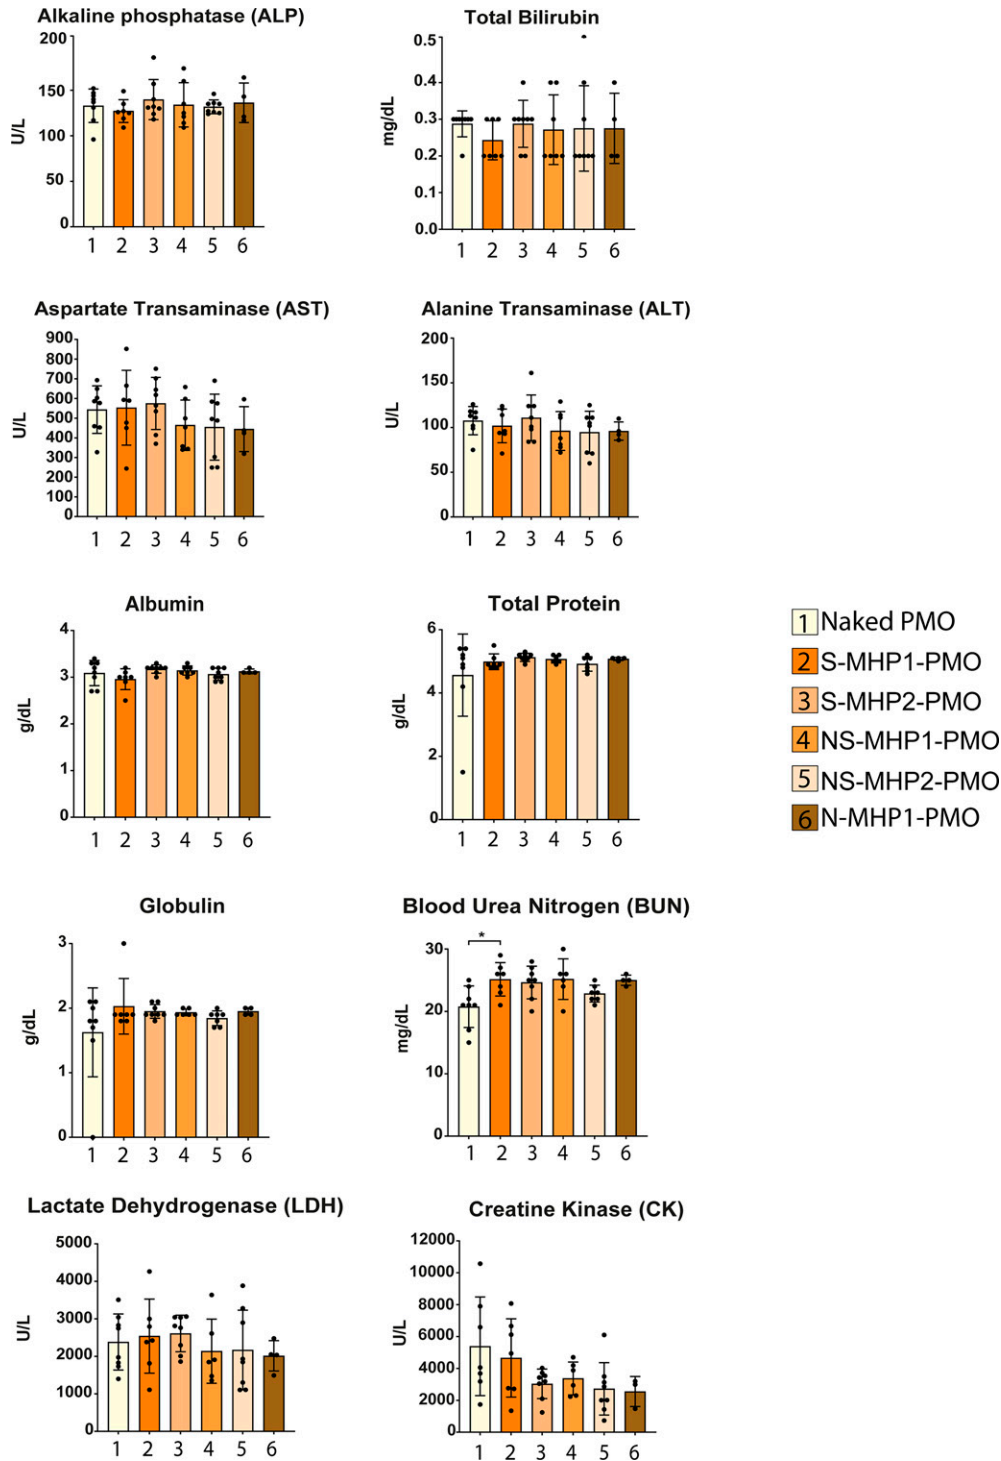 Alkaline phosphatase (ALP)
200
150
100
50
0
U/L
1 2 3 4 5 6
Total Bilirubin
0.5
0.4
0.3
0.2
0.1
0.0
mg/dL
1 2 3 4 5 6
Aspartate Transaminase (AST)
900
800
700
600
500
400
300
200
100
0
U/L
1 2 3 4 5 6
Alanine Transaminase (ALT)
200
150
100
50
0
U/L
1 2 3 4 5 6
Albumin
4
3
2
1
0
g/dL
1 2 3 4 5 6
Total Protein
6
4
2
0
g/dL
1 2 3 4 5 6
1 Naked PMO
2 S-MHP1-PMO
3 S-MHP2-PMO
4 NS-MHP1-PMO
5 NS-MHP2-PMO
6 N-MHP1-PMO
Globulin
3
2
1
0
g/dL
1 2 3 4 5 6
Blood Urea Nitrogen (BUN)
30
20
10
0
mg/dL
*
1 2 3 4 5 6
Lactate Dehydrogenase (LDH)
5000
4000
3000
2000
1000
0
U/L
1 2 3 4 5 6
Creatine Kinase (CK)
12000
10000
8000
6000
4000
2000
0
U/L
1 2 3 4 5 6